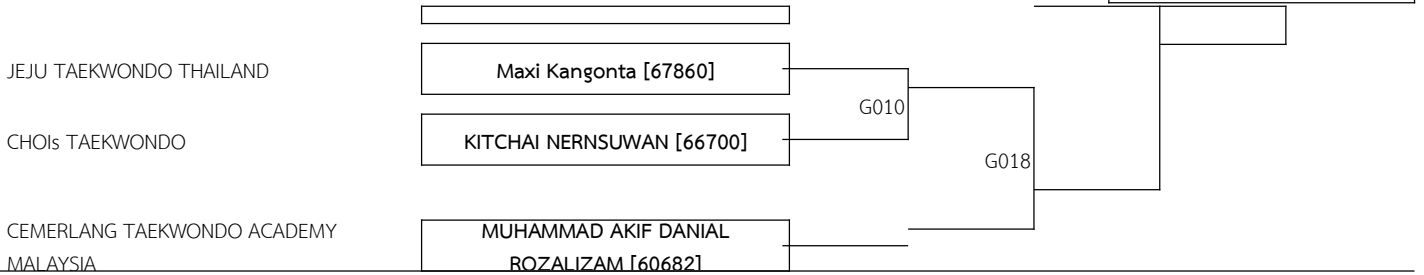 JEJU TAEKWONDO THAILAND
Maxi Kangonta [67860]
G010
CHOIs TAEKWONDO
KITCHAI NERNSUWAN [66700]
G018
CEMERLANG TAEKWONDO ACADEMY
MALAYSIA
MUHAMMAD AKIF DANIAL
ROZALIZAM [60682]